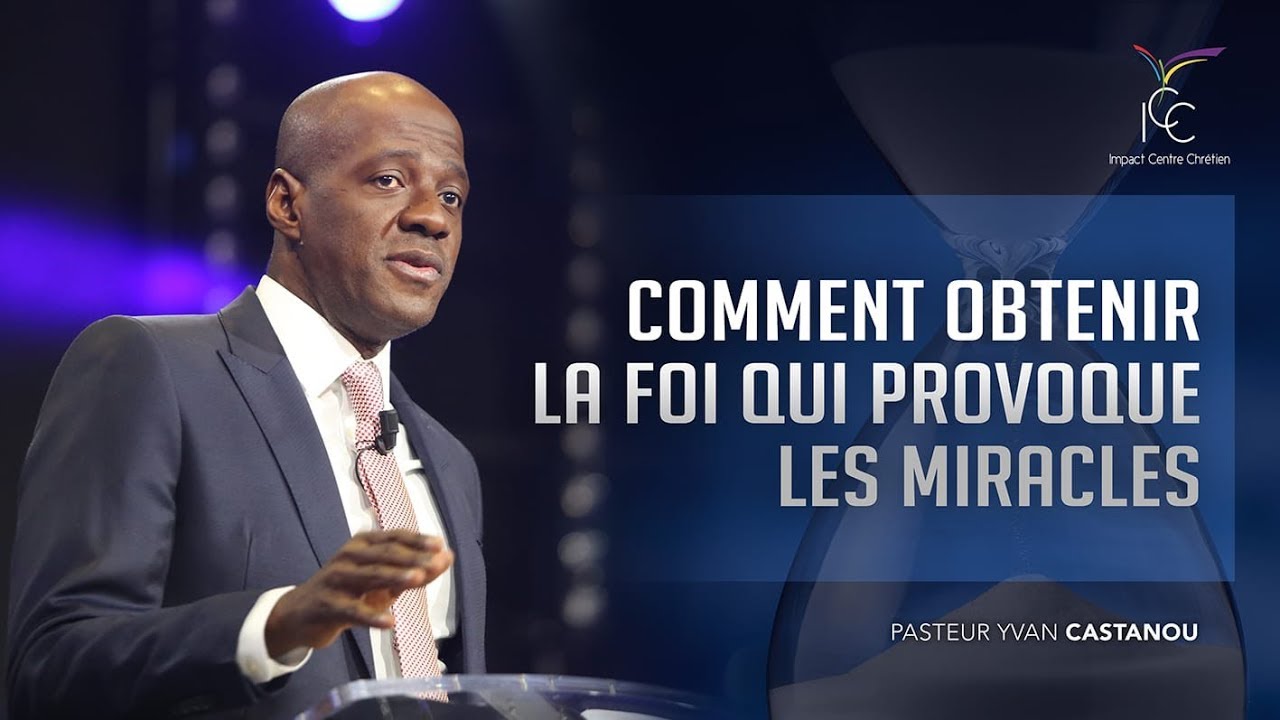 ICC
Impact Centre Chrétien
COMMENT OBTENIR
LA FOI QUI PROVOQUE
LES MIRACLES
PASTEUR YVAN CASTANOU